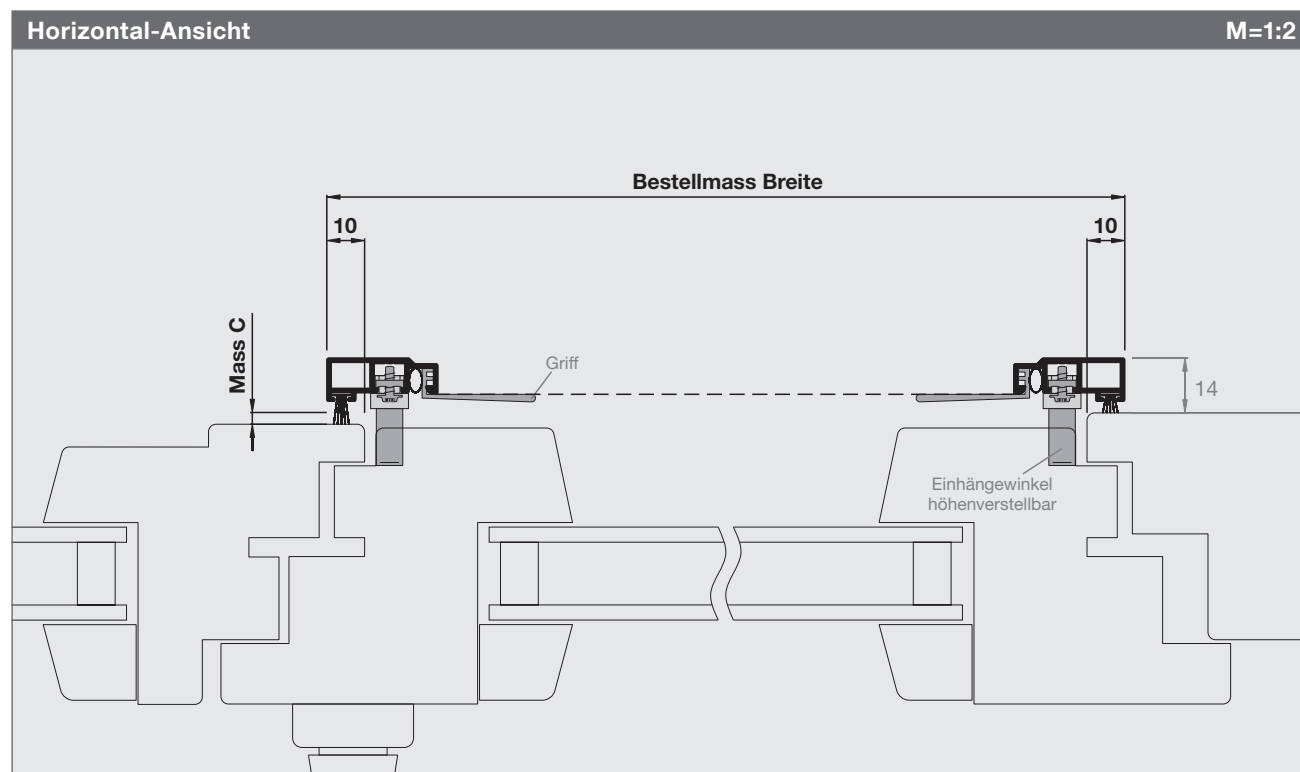 Horizontal-Ansicht
M=1:2
Bestellmass Breite
10
10
Mass C
Griff
14
Einhängewinkel
höhenverstellbar